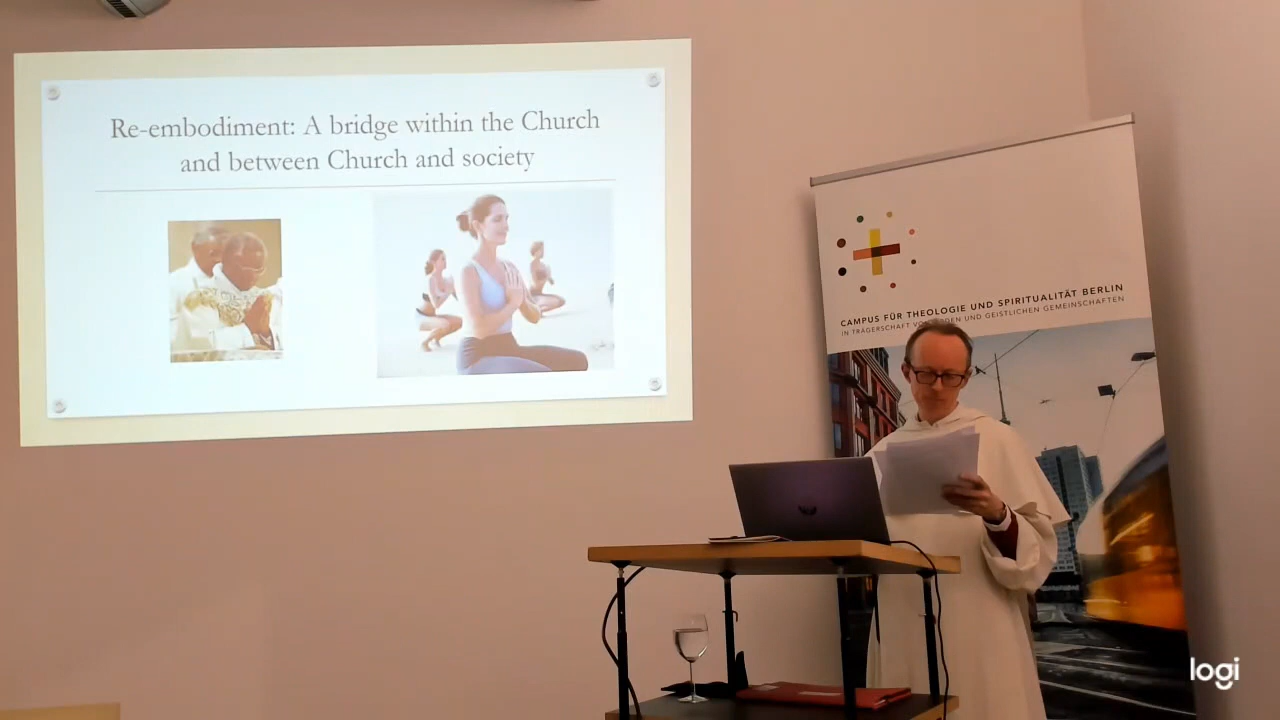 Re-embodiment: A bridge within the Church
and between Church and society
CAMPUS FÜR THEOLOGIE UND SPIRITUALITÄT BERLIN
IN TRÄGERSCHAFT VON ORDEN UND GEISTLICHEN GEMEINSCHAFTEN
logi